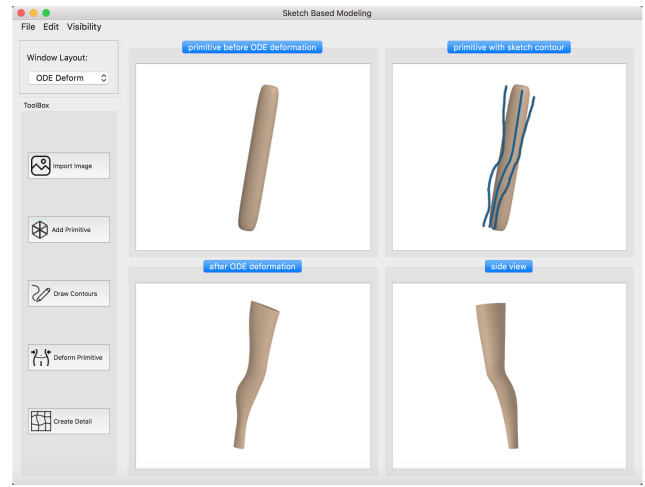 Sketch Based Modeling
File Edit Visibility
Window Layout:
ODE Deform
ToolBox
Import Image
Add Primitive
Draw Contours
Deform Primitive
Create Detail
primitive before ODE deformation
primitive with sketch contour
after ODE deformation
side view